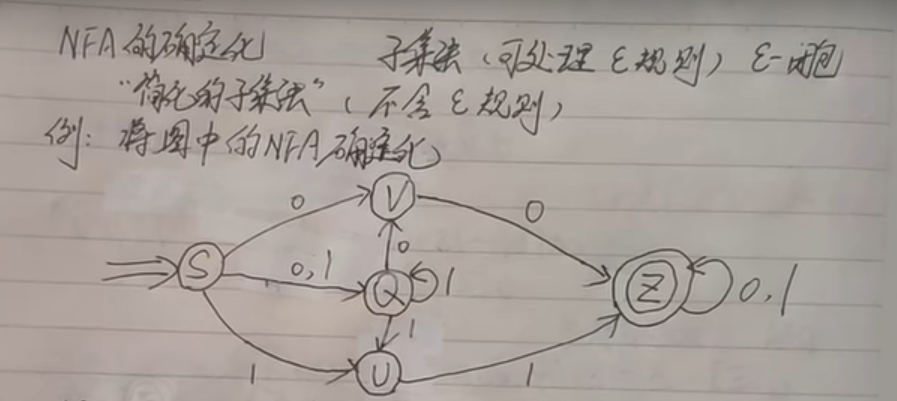 NFA的确定化 子集法(可处理 ε规则) ε-闭包
"简化的子集法"(不含 ε规则)
例:将图中的NFA确定化
V
0 0
S 0,1 0
Q 1 Z 0,1
1
1 U 1